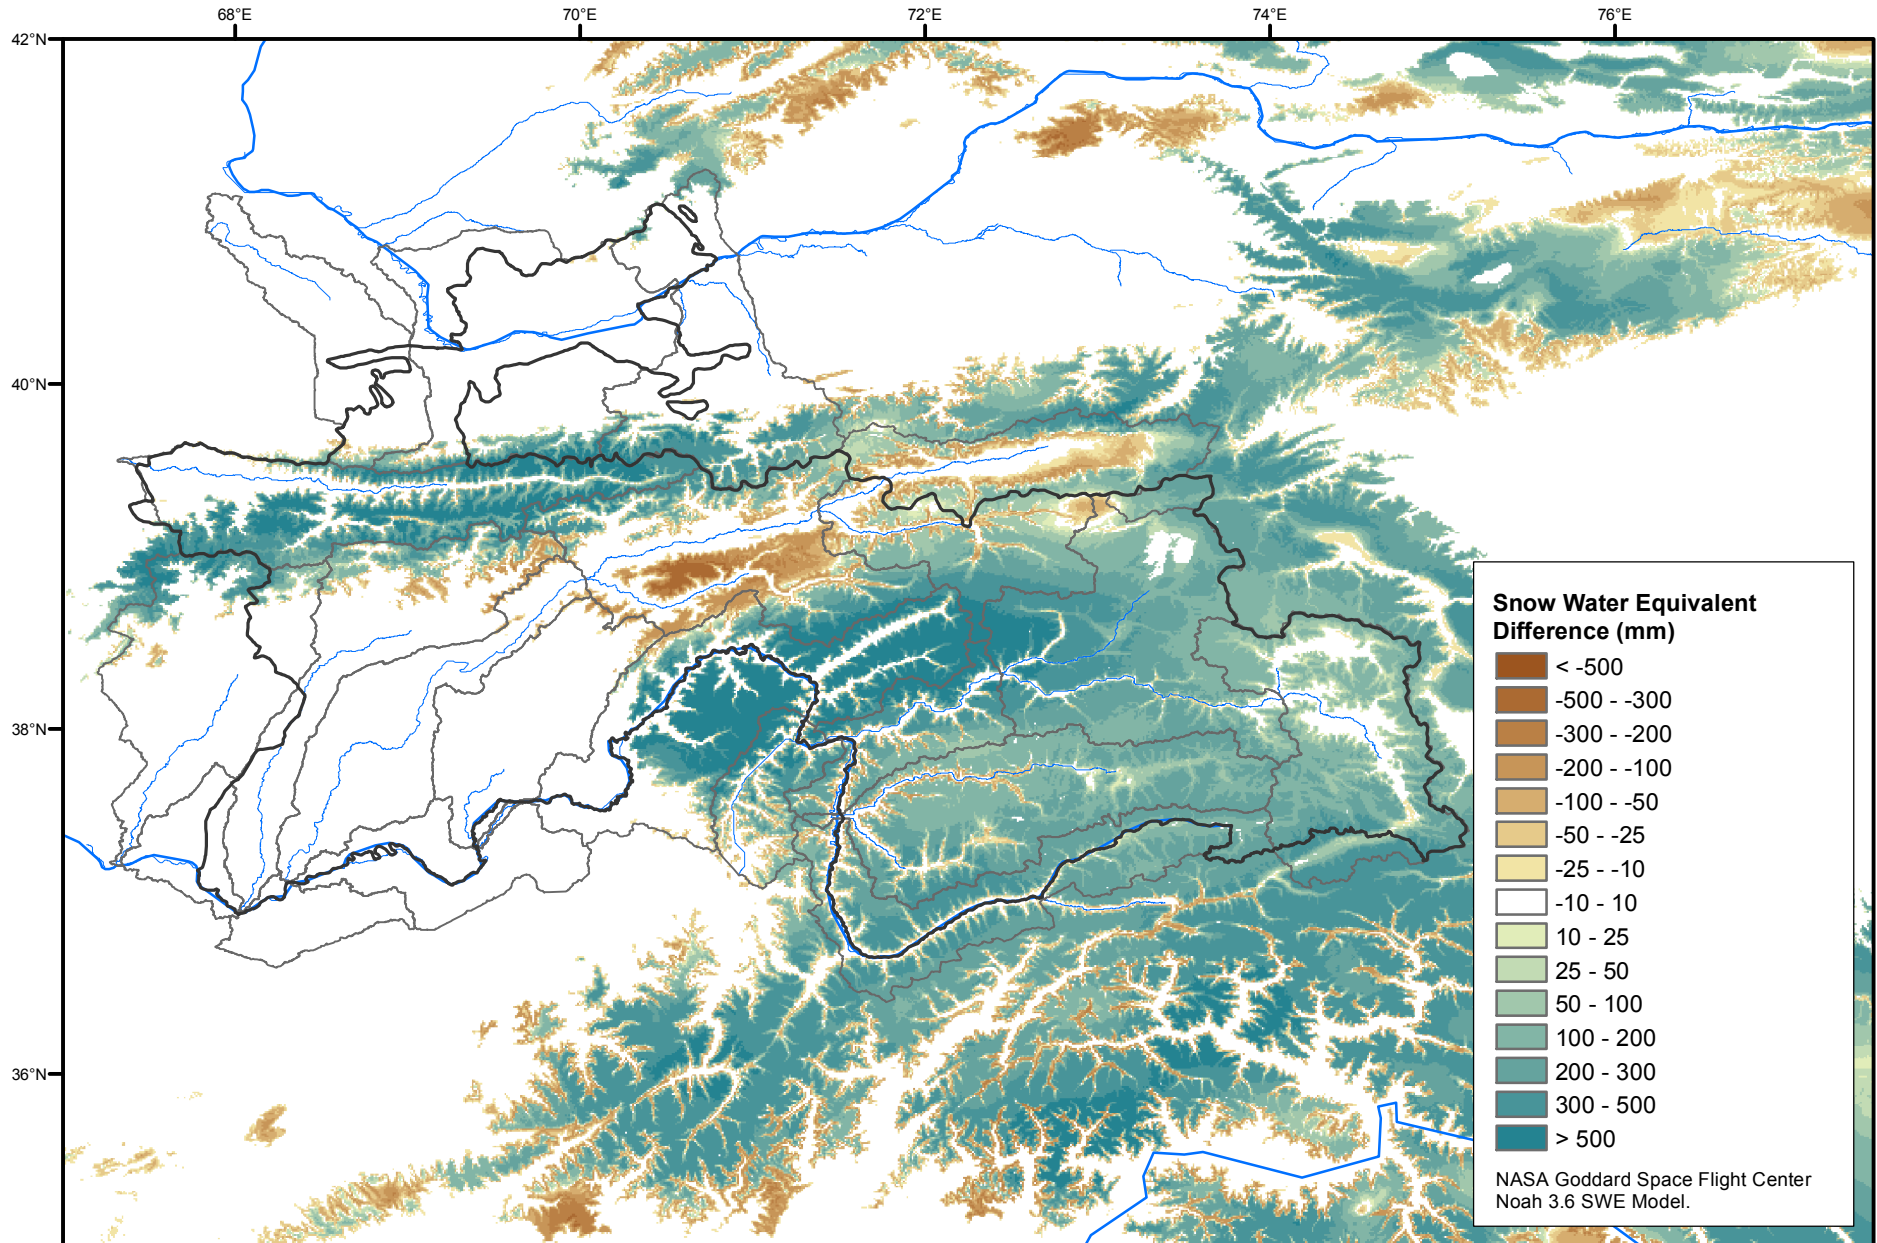 68°E
70°E
72°E
74°E
76°E
42°N
40°N
38°N
36°N
Snow Water Equivalent
Difference (mm)
< -500
-500 - -300
-300 - -200
-200 - -100
-100 - -50
-50 - -25
-25 - -10
-10 - 10
10 - 25
25 - 50
50 - 100
100 - 200
200 - 300
300 - 500
> 500
NASA Goddard Space Flight Center
Noah 3.6 SWE Model.